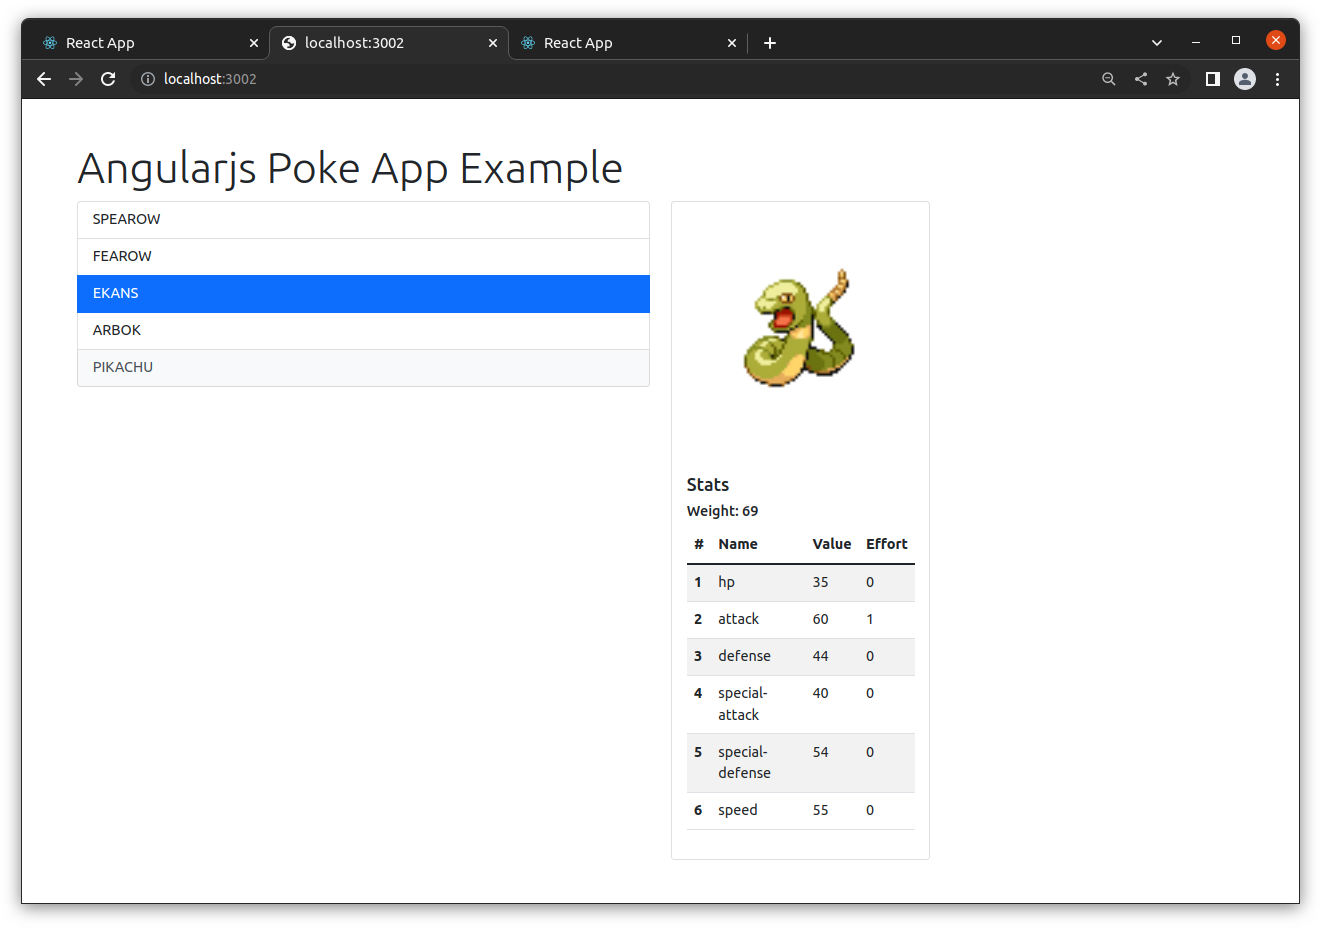 React App
localhost:3002
React App
localhost:3002
Angularjs Poke App Example
SPEAROW
FEAROW
EKANS
ARBOK
PIKACHU
Stats
Weight: 69
# Name Value Effort
1 hp 35 0
2 attack 60 1
3 defense 44 0
4 special- 40 0
attack
5 special- 54 0
defense
6 speed 55 0